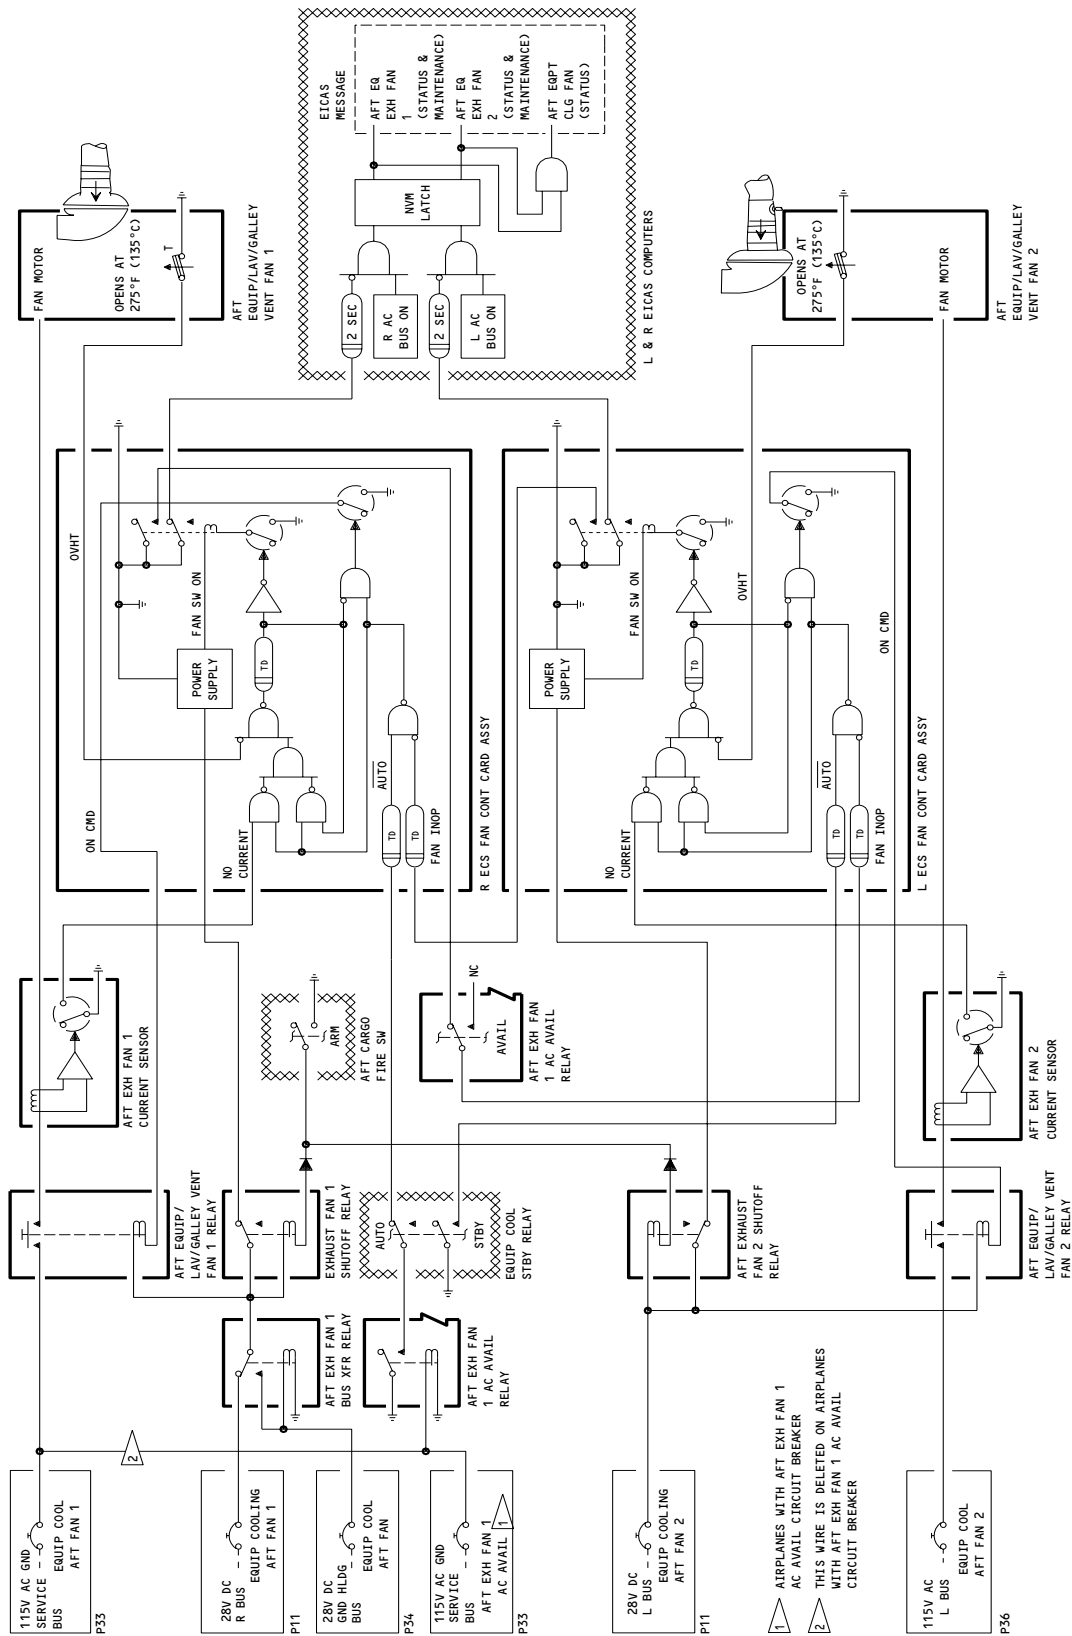 115V AC GND
SERVICE
BUS
EQUIP COOL
AFT FAN 1
P33
28V DC
R BUS
EQUIP COOLING
AFT FAN 1
P11
28V DC
GND HLDG
BUS
EQUIP COOL
AFT FAN
P34
115V AC GND
SERVICE
BUS
AFT EXH FAN 1
AC AVAIL
1
P33
28V DC
L BUS
EQUIP COOLING
AFT FAN 2
P11
115V AC
L BUS
EQUIP COOL
AFT FAN 2
P36
2
1
AIRPLANES WITH AFT EXH FAN 1
AC AVAIL CIRCUIT BREAKER
2
THIS WIRE IS DELETED ON AIRPLANES
WITH AFT EXH FAN 1 AC AVAIL
CIRCUIT BREAKER
AFT EXH FAN 1
BUS XFR RELAY
AFT EXH FAN
1 AC AVAIL
RELAY
AFT EQUIP/
LAV/GALLEY VENT
FAN 1 RELAY
EXHAUST FAN 1
SHUTOFF RELAY
AUTO
STBY
EQUIP COOL
STBY RELAY
AFT EXHAUST
FAN 2 SHUTOFF
RELAY
AFT EQUIP/
LAV/GALLEY VENT
FAN 2 RELAY
AFT EXH FAN 1
CURRENT SENSOR
ARM
AFT CARGO
FIRE SW
NC
AVAIL
AFT EXH FAN
1 AC AVAIL
RELAY
AFT EXH FAN 2
CURRENT SENSOR
OVHT
ON CMD
NO
CURRENT
POWER
SUPPLY
FAN SW ON
TD
AUTO
TD
TD
FAN INOP
R ECS FAN CONT CARD ASSY
NO
CURRENT
POWER
SUPPLY
FAN SW ON
TD
OVHT
AUTO
TD
TD
FAN INOP
ON CMD
L ECS FAN CONT CARD ASSY
FAN MOTOR
OPENS AT
275°F (135°C)
T
AFT
EQUIP/LAV/GALLEY
VENT FAN 1
EICAS
MESSAGE
AFT EQ
EXH FAN
1
(STATUS &
MAINTENANCE)
AFT EQ
EXH FAN
2
(STATUS &
MAINTENANCE)
AFT EQPT
CLG FAN
(STATUS)
NVM
LATCH
2 SEC
R AC
BUS ON
2 SEC
L AC
BUS ON
L & R EICAS COMPUTERS
OPENS AT
275°F (135°C)
FAN MOTOR
AFT
EQUIP/LAV/GALLEY
VENT FAN 2